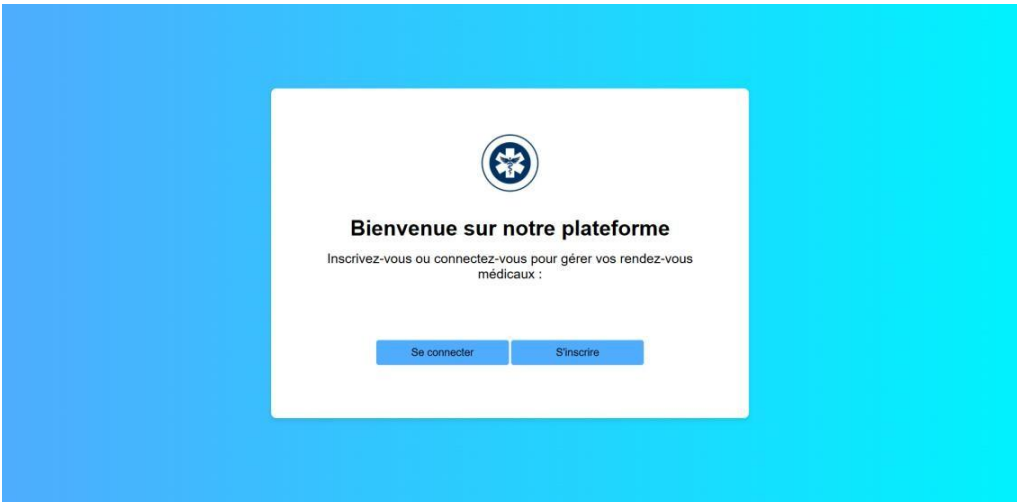 Bienvenue sur notre plateforme
Inscrivez-vous ou connectez-vous pour gérer vos rendez-vous
médicaux :
Se connecter
S'inscrire